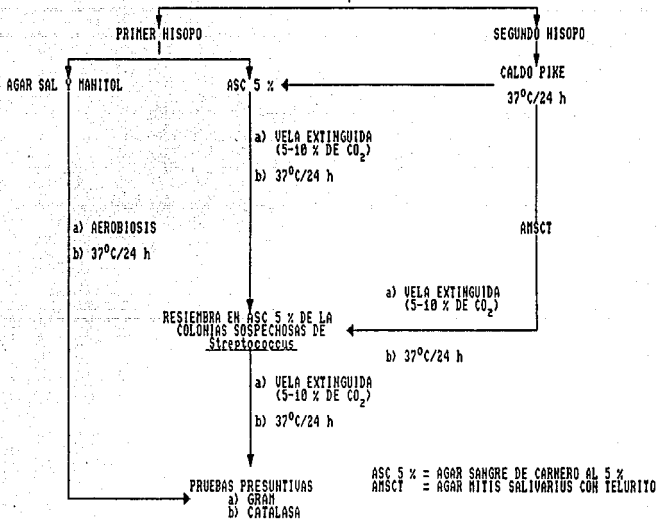 PRIMER HISOPO
SEGUNDO HISOPO
AGAR SAL Y MANITOL
ASC 5 %
CALDO PIKE
37°C/24 h
a) VELA EXTINGUIDA
(5-10 % DE CO2)
b) 37°C/24 h
a) AEROBIOSIS
b) 37°C/24 h
AMSCT
a) VELA EXTINGUIDA
(5-10 % DE CO2)
b) 37°C/24 h
RESIEMBRA EN ASC 5 % DE LA
COLONIAS SOSPECHOSAS DE
Streptococcus
a) VELA EXTINGUIDA
(5-10 % DE CO2)
b) 37°C/24 h
PRUEBAS PRESUNTIVAS
a) GRAM
b) CATALASA
ASC 5 % = AGAR SANGRE DE CARNERO AL 5 %
AMSCT = AGAR MITIS SALIVARIUS CON TELURITO